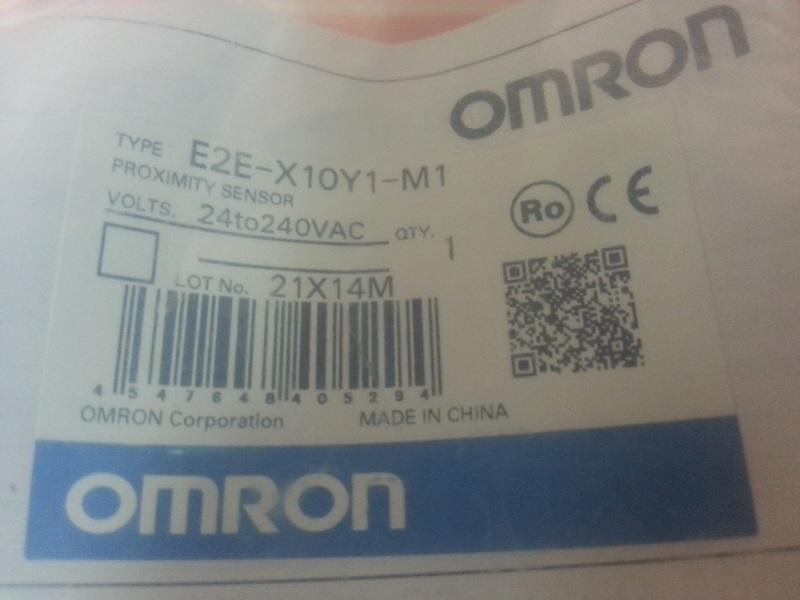 OMRON
TYPE E2E-X10Y1-M1
PROXIMITY SENSOR
VOLTS. 24to240VAC QTY. 1
Ro CE
LOT No. 21X14M
4 547648 405294
OMRON Corporation MADE IN CHINA
OMRON